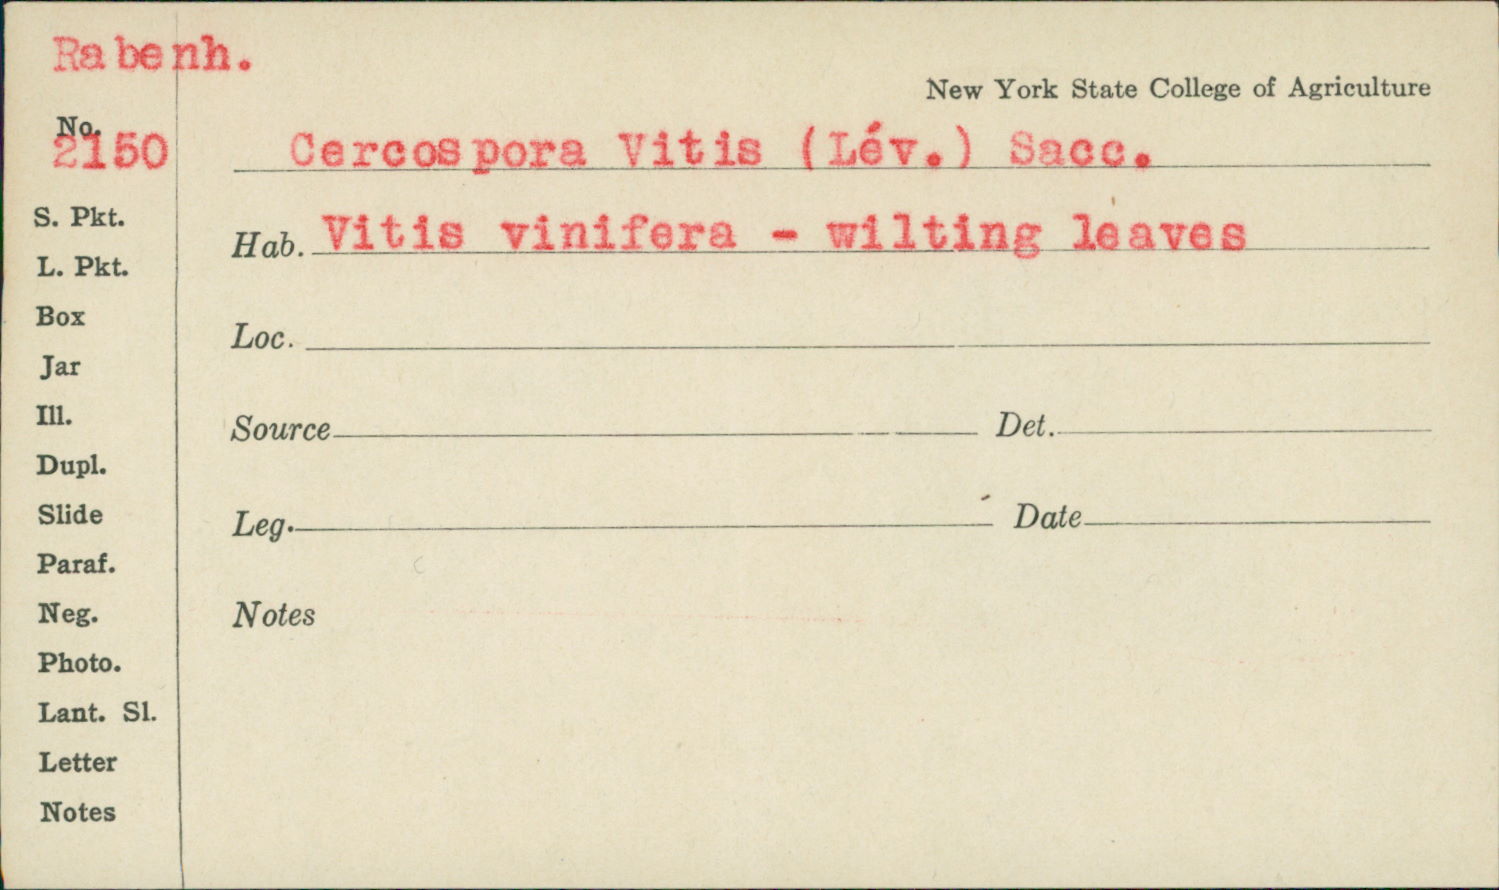 Rabenh.
New York State College of Agriculture
No.
2150 Cercospora Vitis (Lév.) Sacc.
S. Pkt.
Hab. Vitis vinifera - wilting leaves
L. Pkt.
Box
Loc.
Jar
Ill.
Source Det.
Dupl.
Slide
Leg. Date
Paraf.
Neg.
Notes
Photo.
Lant. Sl.
Letter
Notes